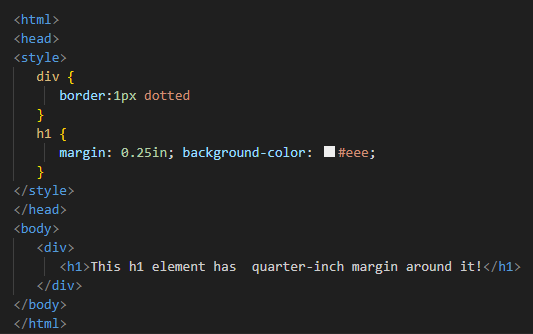 <html>
<head>
<style>
div {
border:1px dotted
}
h1 {
margin: 0.25in; background-color: #eee;
}
</style>
</head>
<body>
<div>
<h1>This h1 element has  quarter-inch margin around it!</h1>
</div>
</body>
</html>